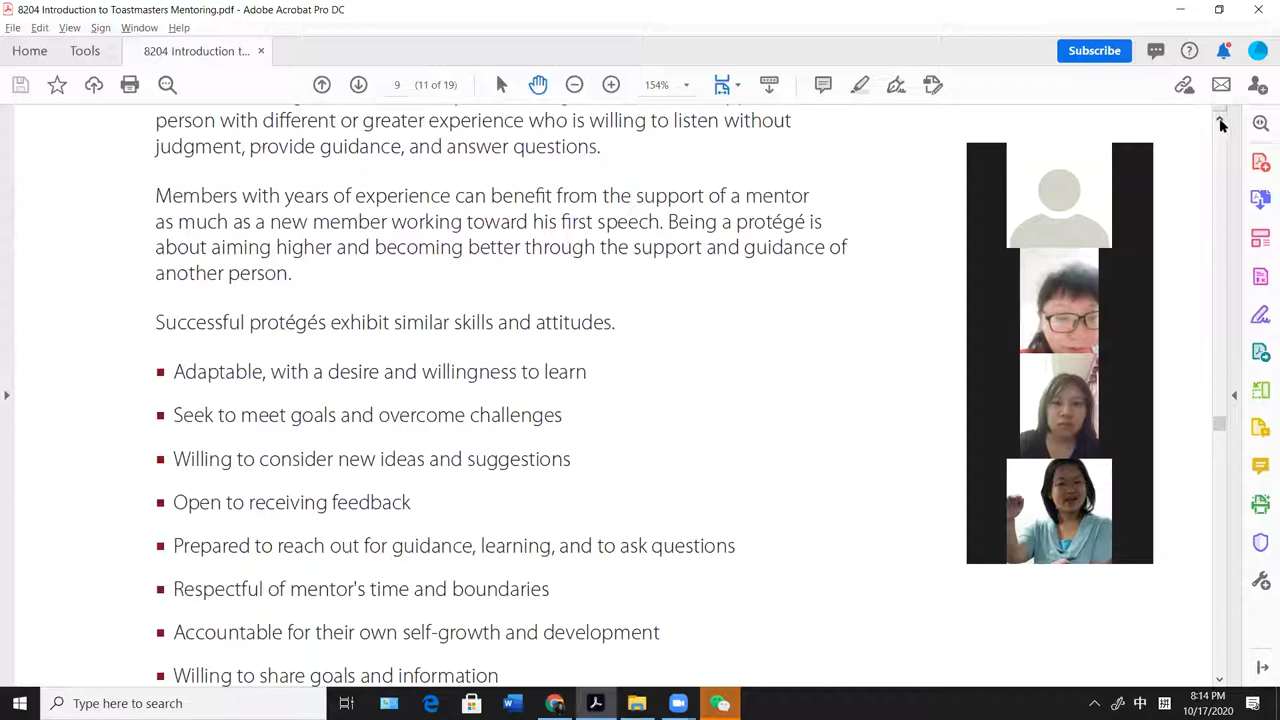 8204 Introduction to Toastmasters Mentoring.pdf - Adobe Acrobat Pro DC
File Edit View Sign Window Help
Home Tools 8204 Introduction t... × Subscribe
9 (11 of 19) 154%
person with different or greater experience who is willing to listen without
judgment, provide guidance, and answer questions.
Members with years of experience can benefit from the support of a mentor
as much as a new member working toward his first speech. Being a protégé is
about aiming higher and becoming better through the support and guidance of
another person.
Successful protégés exhibit similar skills and attitudes.
■ Adaptable, with a desire and willingness to learn
■ Seek to meet goals and overcome challenges
■ Willing to consider new ideas and suggestions
■ Open to receiving feedback
■ Prepared to reach out for guidance, learning, and to ask questions
■ Respectful of mentor's time and boundaries
■ Accountable for their own self-growth and development
■ Willing to share goals and information
Type here to search
中 拼 8:14 PM
10/17/2020